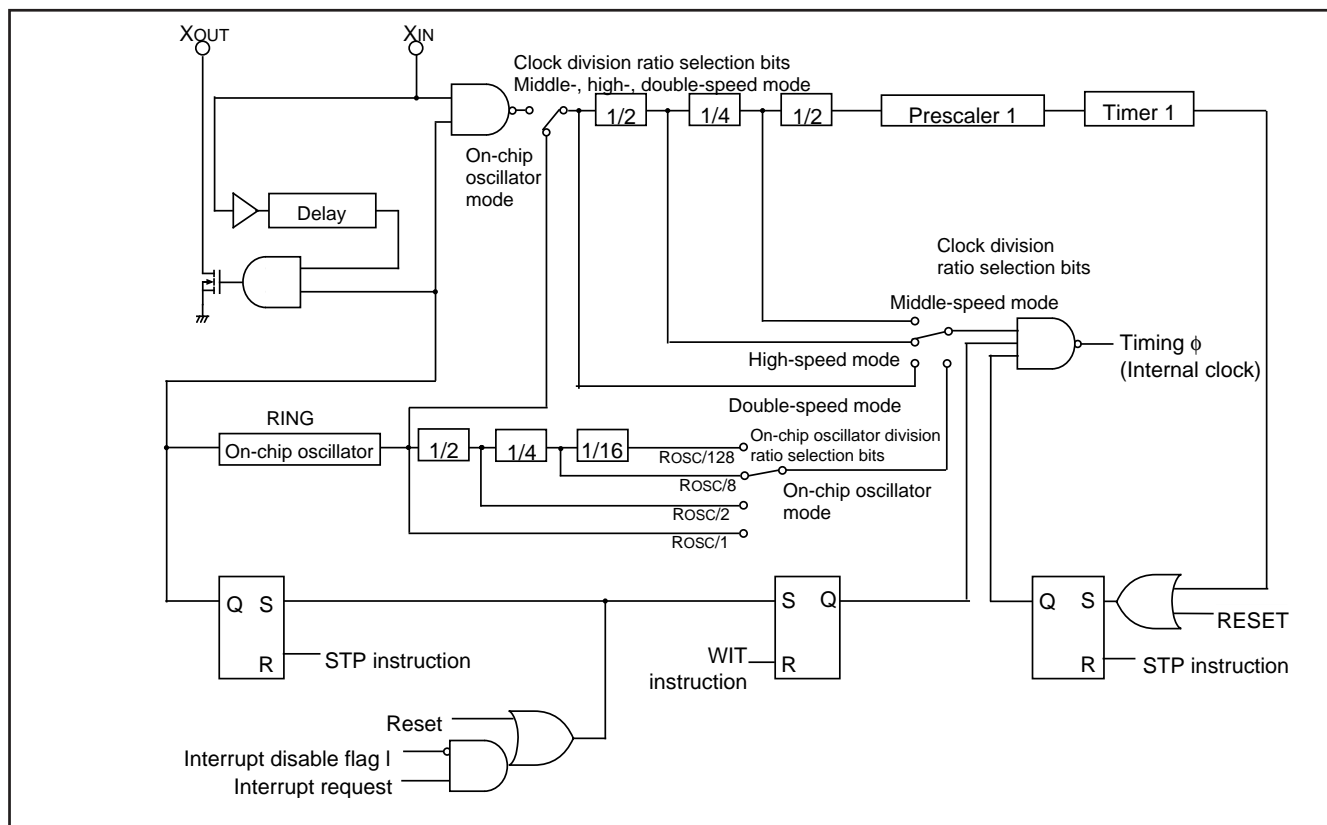 XOUT
XIN
Clock division ratio selection bits
Middle-, high-, double-speed mode
1/2
1/4
1/2
Prescaler 1
Timer 1
On-chip
oscillator
mode
Delay
Clock division
ratio selection bits
Middle-speed mode
High-speed mode
Timing ϕ
(Internal clock)
Double-speed mode
RING
On-chip oscillator
1/2
1/4
1/16
ROSC/128
On-chip oscillator division
ratio selection bits
ROSC/8
On-chip oscillator
mode
ROSC/2
ROSC/1
Q S
R
STP instruction
S Q
R
WIT
instruction
Q S
R
RESET
STP instruction
Reset
Interrupt disable flag I
Interrupt request